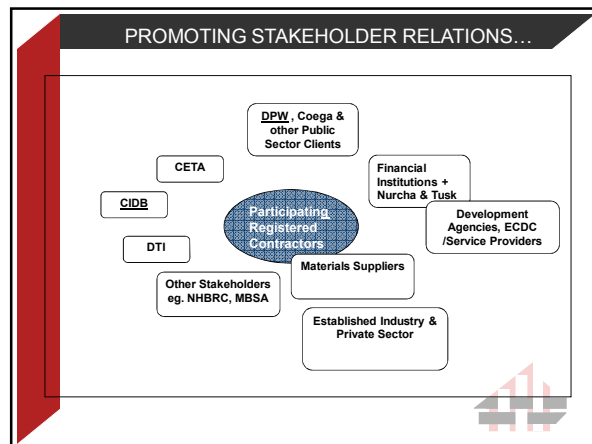 PROMOTING STAKEHOLDER RELATIONS…
DPW , Coega &
other Public
Sector Clients
CETA
Financial
Institutions +
Nurcha & Tusk
CIDB
Participating
Registered
Contractors
Development
Agencies, ECDC
/Service Providers
DTI
Materials Suppliers
Other Stakeholders
eg. NHBRC, MBSA
Established Industry &
Private Sector